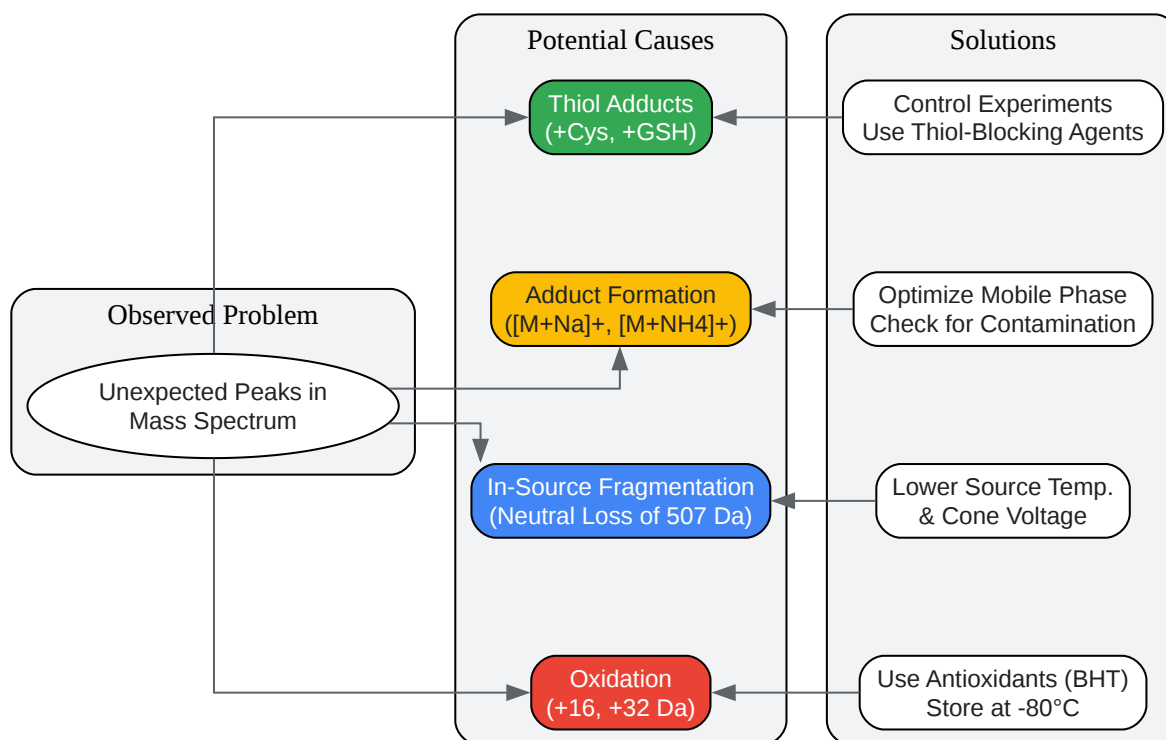 Observed Problem
Unexpected Peaks in
Mass Spectrum
Potential Causes
Thiol Adducts
(+Cys, +GSH)
Adduct Formation
([M+Na]+, [M+NH4]+)
In-Source Fragmentation
(Neutral Loss of 507 Da)
Oxidation
(+16, +32 Da)
Solutions
Control Experiments
Use Thiol-Blocking Agents
Optimize Mobile Phase
Check for Contamination
Lower Source Temp.
& Cone Voltage
Use Antioxidants (BHT)
Store at -80°C